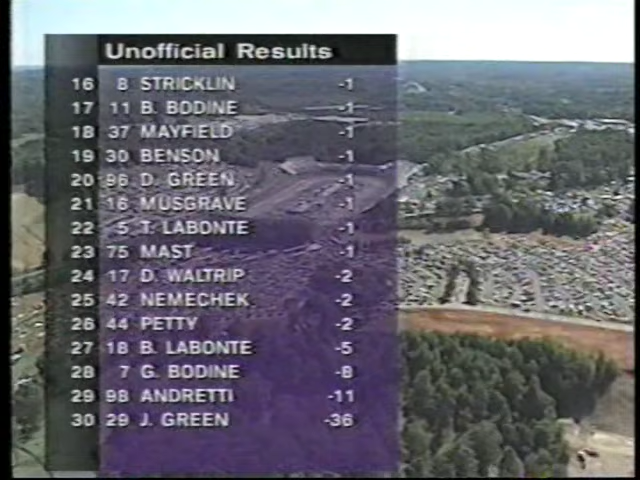 Unofficial Results
16 8 STRICKLIN -1
17 11 B. BODINE -1
18 37 MAYFIELD -1
19 30 BENSON -1
20 96 D. GREEN -1
21 16 MUSGRAVE -1
22 5 T. LABONTE -1
23 75 MAST -1
24 17 D. WALTRIP -2
25 42 NEMECHEK -2
26 44 PETTY -2
27 18 B. LABONTE -5
28 7 G. BODINE -8
29 98 ANDRETTI -11
30 29 J. GREEN -36